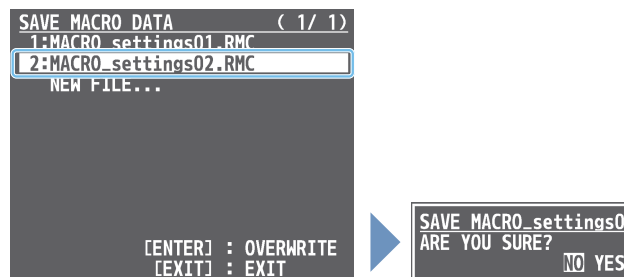 SAVE MACRO DATA ( 1/ 1)
1:MACRO_settings01.RMC
2:MACRO_settings02.RMC
NEW FILE...
[ENTER] : OVERWRITE
[EXIT] : EXIT
SAVE MACRO_settings0
ARE YOU SURE?
NO YES